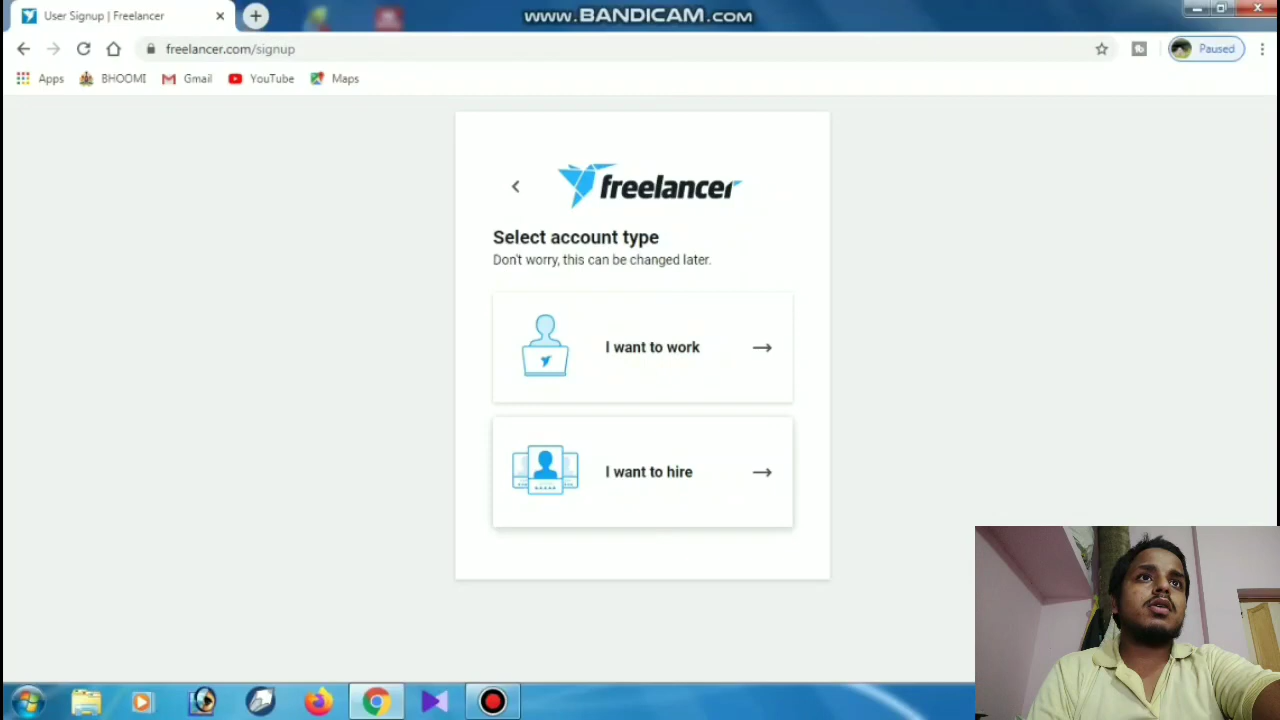 User Signup | Freelancer
www.BANDICAM.com
freelancer.com/signup
Paused
Apps
BHOOMI
Gmail
YouTube
Maps
freelancer
Select account type
Don't worry, this can be changed later.
I want to work
I want to hire